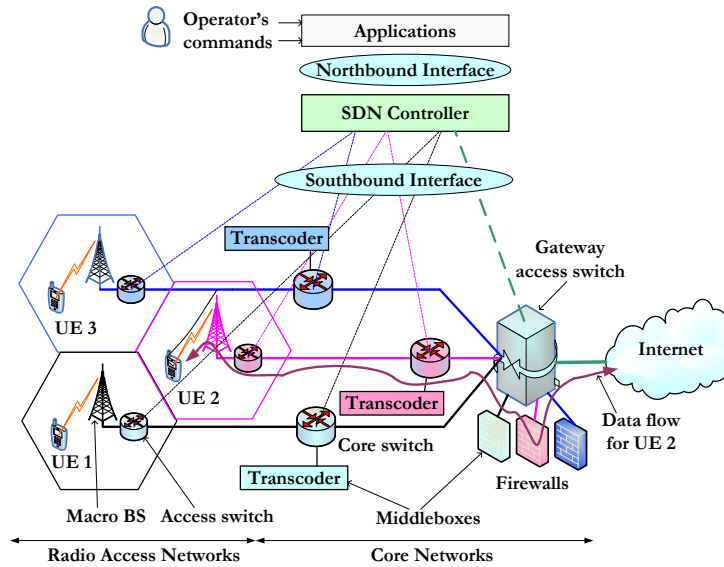 Operator's
commands
Applications
Northbound Interface
SDN Controller
Southbound Interface
Transcoder
Gateway
access switch
UE 3
UE 2
Internet
Transcoder
UE 1
Core switch
Data flow
for UE 2
Transcoder
Firewalls
Macro BS
Access switch
Middleboxes
Radio Access Networks
Core Networks